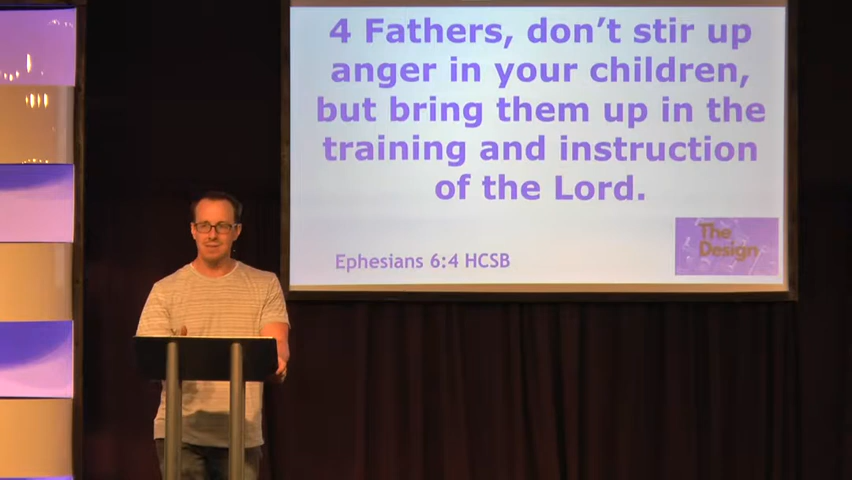 4 Fathers, don't stir up
anger in your children,
but bring them up in the
training and instruction
of the Lord.
The
Design
Ephesians 6:4 HCSB